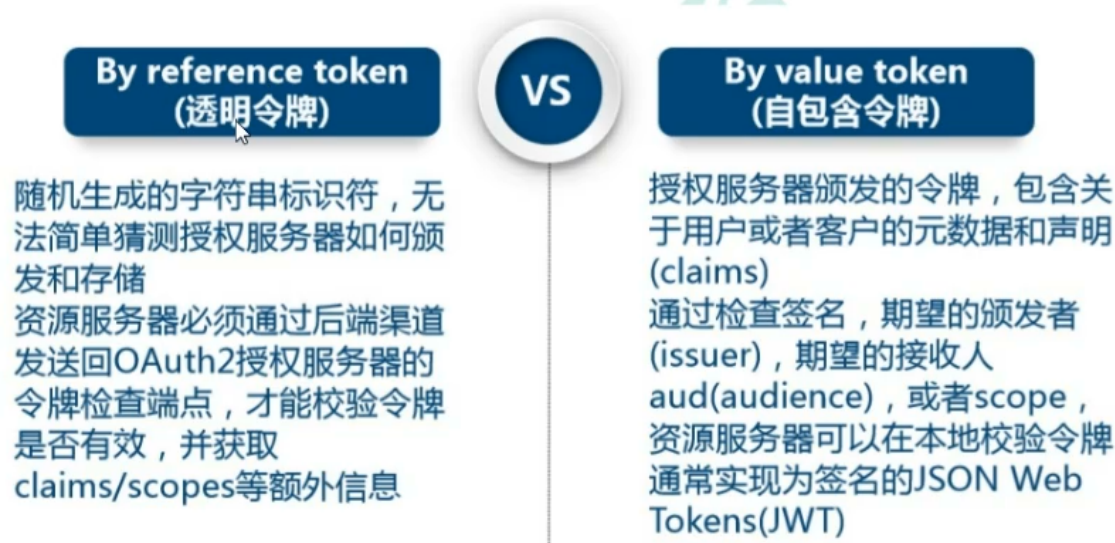 By reference token
(透明令牌)
VS
By value token
(自包含令牌)
随机生成的字符串标识符，无
法简单猜测授权服务器如何颁
发和存储
资源服务器必须通过后端渠道
发送回OAuth2授权服务器的
令牌检查端点，才能校验令牌
是否有效，并获取
claims/scopes等额外信息
授权服务器颁发的令牌，包含关
于用户或者客户的元数据和声明
(claims)
通过检查签名，期望的颁发者
(issuer)，期望的接收人
aud(audience)，或者scope，
资源服务器可以在本地校验令牌
通常实现为签名的JSON Web
Tokens(JWT)